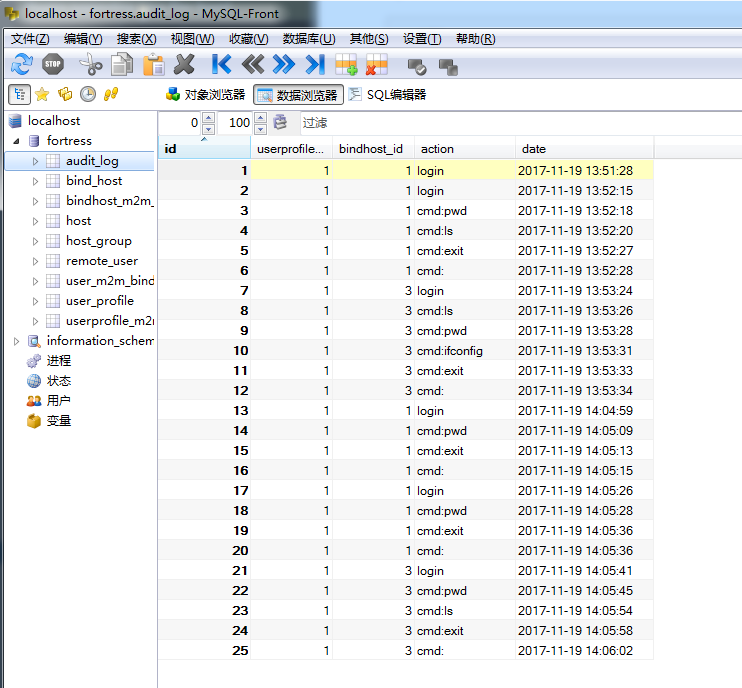 localhost - fortress.audit_log - MySQL-Front
文件(Z) 编辑(Y) 搜索(X) 视图(W) 收藏(V) 数据库(U) 其他(S) 设置(T) 帮助(R)
STOP
对象浏览器 数据浏览器 SQL编辑器
0 100 过滤
localhost
fortress
audit_log
bind_host
bindhost_m2m_
host
host_group
remote_user
user_m2m_bind
user_profile
userprofile_m2m
information_schem
进程
状态
用户
变量
id userprofile... bindhost_id action date
1 1 1 login 2017-11-19 13:51:28
2 1 1 login 2017-11-19 13:52:15
3 1 1 cmd:pwd 2017-11-19 13:52:18
4 1 1 cmd:ls 2017-11-19 13:52:20
5 1 1 cmd:exit 2017-11-19 13:52:27
6 1 1 cmd: 2017-11-19 13:52:28
7 1 3 login 2017-11-19 13:53:24
8 1 3 cmd:ls 2017-11-19 13:53:26
9 1 3 cmd:pwd 2017-11-19 13:53:28
10 1 3 cmd:ifconfig 2017-11-19 13:53:31
11 1 3 cmd:exit 2017-11-19 13:53:33
12 1 3 cmd: 2017-11-19 13:53:34
13 1 1 login 2017-11-19 14:04:59
14 1 1 cmd:pwd 2017-11-19 14:05:09
15 1 1 cmd:exit 2017-11-19 14:05:13
16 1 1 cmd: 2017-11-19 14:05:15
17 1 1 login 2017-11-19 14:05:26
18 1 1 cmd:pwd 2017-11-19 14:05:28
19 1 1 cmd:exit 2017-11-19 14:05:36
20 1 1 cmd: 2017-11-19 14:05:36
21 1 3 login 2017-11-19 14:05:41
22 1 3 cmd:pwd 2017-11-19 14:05:45
23 1 3 cmd:ls 2017-11-19 14:05:54
24 1 3 cmd:exit 2017-11-19 14:05:58
25 1 3 cmd: 2017-11-19 14:06:02